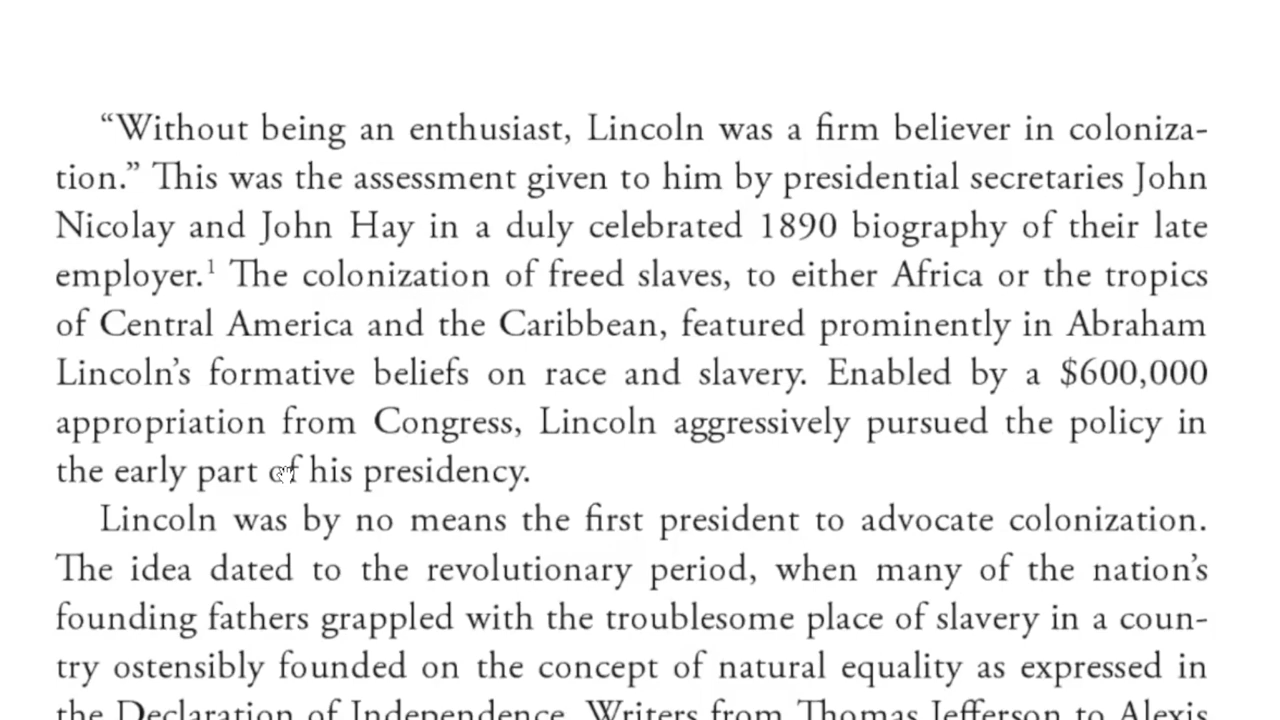 “Without being an enthusiast, Lincoln was a firm believer in coloniza-
tion.” This was the assessment given to him by presidential secretaries John
Nicolay and John Hay in a duly celebrated 1890 biography of their late
employer.¹ The colonization of freed slaves, to either Africa or the tropics
of Central America and the Caribbean, featured prominently in Abraham
Lincoln’s formative beliefs on race and slavery. Enabled by a $600,000
appropriation from Congress, Lincoln aggressively pursued the policy in
the early part of his presidency.
Lincoln was by no means the first president to advocate colonization.
The idea dated to the revolutionary period, when many of the nation’s
founding fathers grappled with the troublesome place of slavery in a coun-
try ostensibly founded on the concept of natural equality as expressed in
the Declaration of Independence. Writers from Thomas Jefferson to Alexis